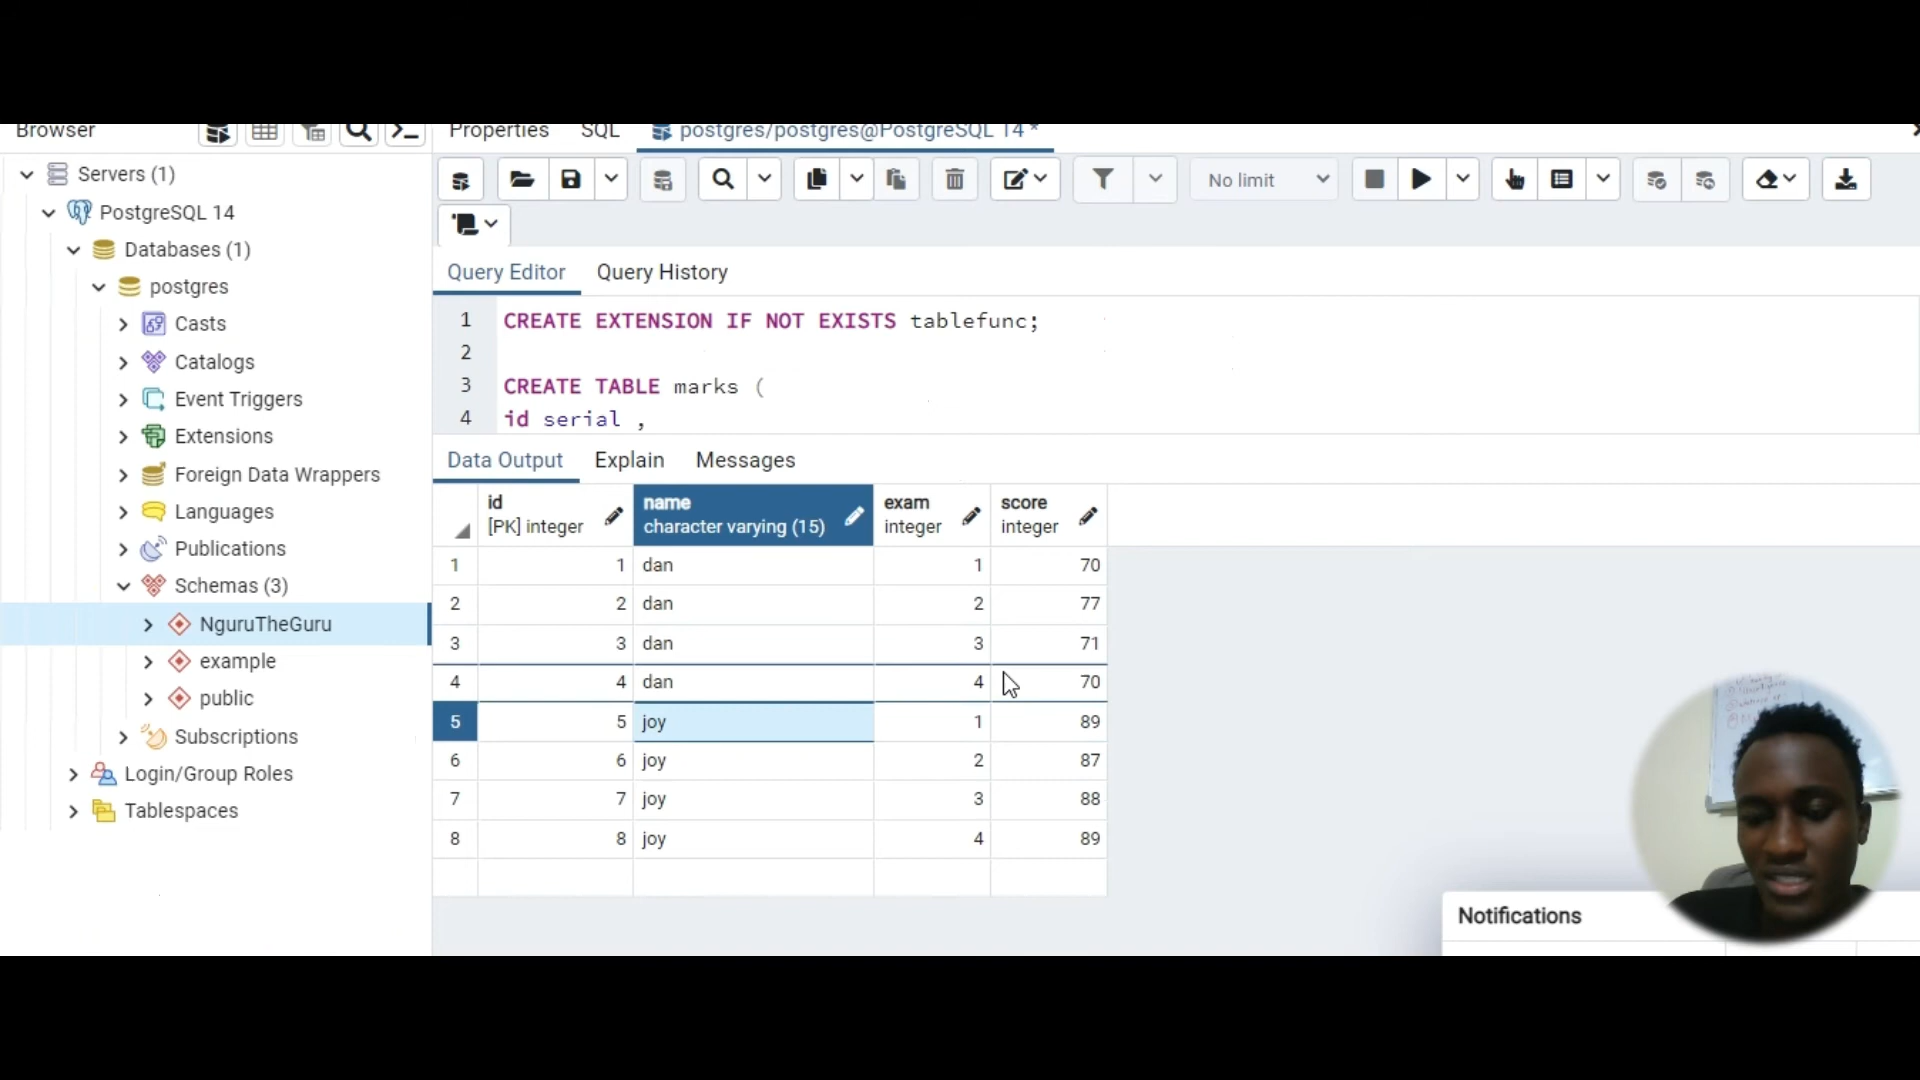 Browser
Properties SQL postgres/postgres@PostgreSQL 14 *
Servers (1)
PostgreSQL 14
Databases (1)
postgres
Casts
Catalogs
Event Triggers
Extensions
Foreign Data Wrappers
Languages
Publications
Schemas (3)
NguruTheGuru
example
public
Subscriptions
Login/Group Roles
Tablespaces
No limit
Query Editor Query History
1 CREATE EXTENSION IF NOT EXISTS tablefunc;
2
3 CREATE TABLE marks (
4 id serial ,
Data Output Explain Messages
id name exam score
[PK] integer character varying (15) integer integer
1 1 dan 1 70
2 2 dan 2 77
3 3 dan 3 71
4 4 dan 4 70
5 5 joy 1 89
6 6 joy 2 87
7 7 joy 3 88
8 8 joy 4 89
Notifications